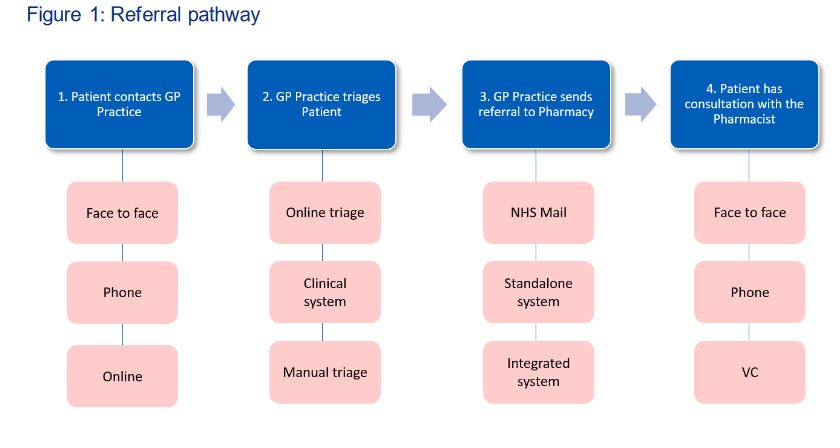 Figure 1: Referral pathway
1. Patient contacts GP
Practice
2. GP Practice triages
Patient
3. GP Practice sends
referral to Pharmacy
4. Patient has
consultation with the
Pharmacist
Face to face
Online triage
NHS Mail
Face to face
Phone
Clinical
system
Standalone
system
Phone
Online
Manual triage
Integrated
system
VC